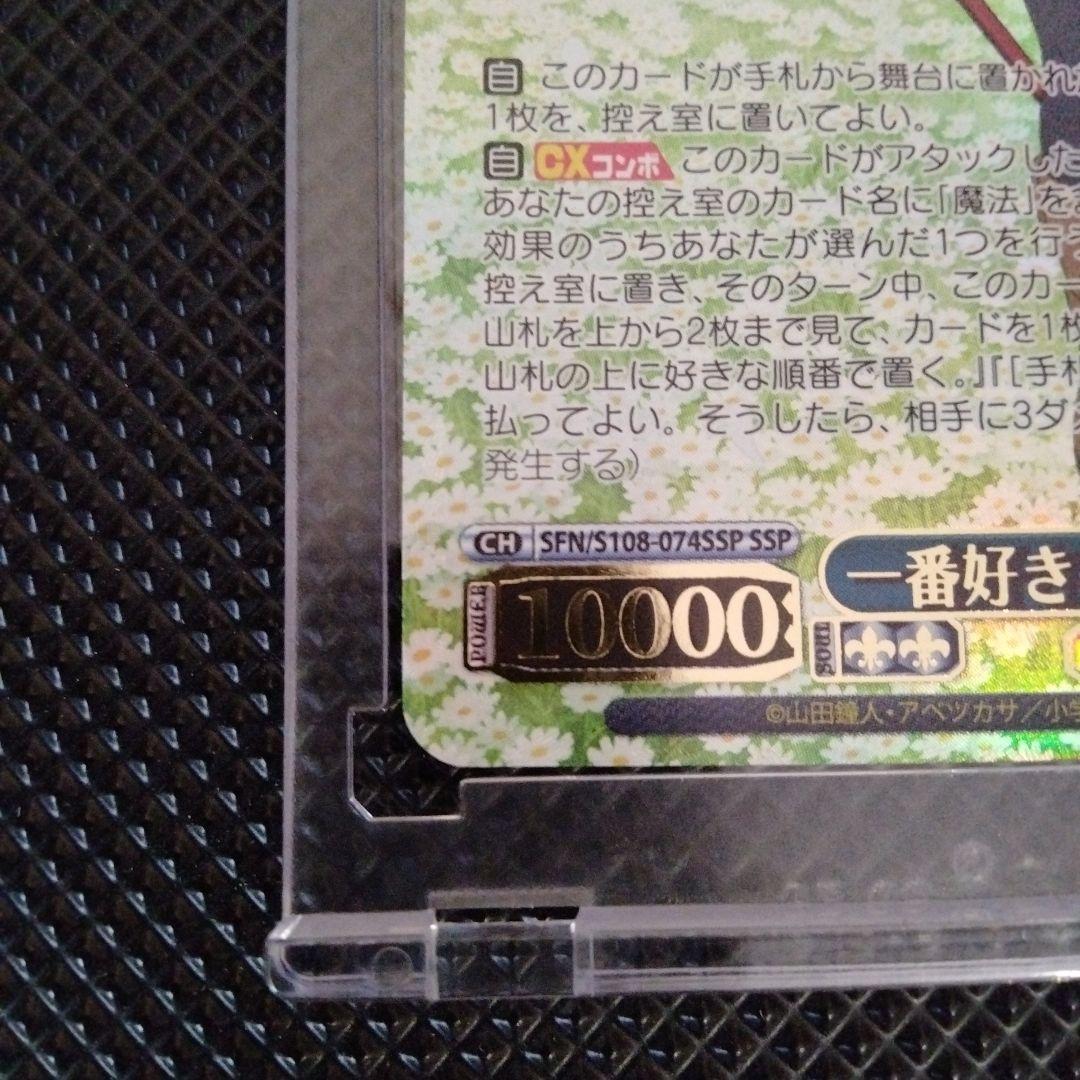 自 このカードが手札から舞台に置かれ
1枚を、控え室に置いてよい。
自 CXコンボ このカードがアタックした
あなたの控え室のカード名に「魔法」を
効果のうちあなたが選んだ1つを行う
控え室に置き、そのターン中、このカー
山札を上から2枚まで見て、カードを1枚
山札の上に好きな順番で置く。』『［手札
払ってよい。そうしたら、相手に3ダ
発生する）
CH SFN/S108-074SSP SSP
一番好き
POWER 10000
SOUL
©山田鐘人・アベツカサ／小学